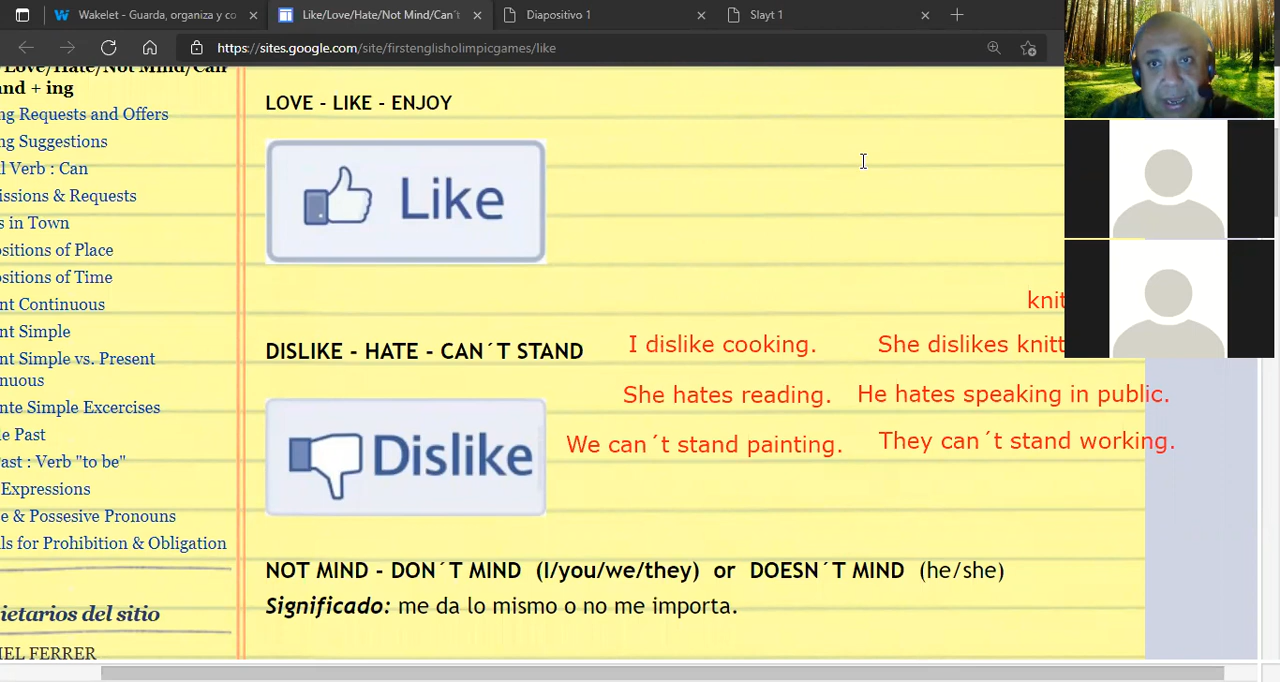 Wakelet - Guarda, organiza y co
Like/Love/Hate/Not Mind/Can´t
Diapositivo 1
Slayt 1
https://sites.google.com/site/firstenglisholimpicgames/like
Love/Hate/Not Mind/Can
nd + ing
ng Requests and Offers
ng Suggestions
l Verb : Can
issions & Requests
s in Town
ositions of Place
ositions of Time
nt Continuous
nt Simple
nt Simple vs. Present
nuous
nte Simple Excercises
le Past
Past : Verb "to be"
Expressions
e & Possesive Pronouns
ls for Prohibition & Obligation
ietarios del sitio
IEL FERRER
LOVE - LIKE - ENJOY
Like
knit
DISLIKE - HATE - CAN´T STAND
I dislike cooking.
She dislikes knitt
She hates reading.
He hates speaking in public.
Dislike
We can´t stand painting.
They can´t stand working.
NOT MIND - DON´T MIND (I/you/we/they) or DOESN´T MIND (he/she)
Significado: me da lo mismo o no me importa.